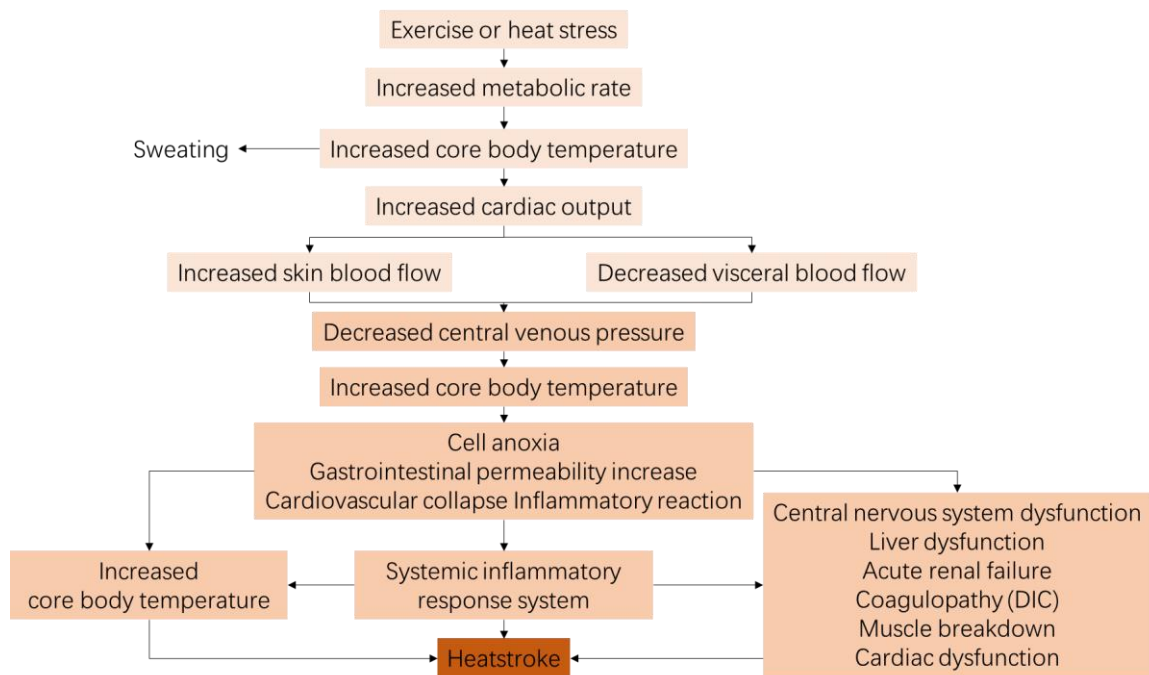 Exercise or heat stress
Increased metabolic rate
Sweating
Increased core body temperature
Increased cardiac output
Increased skin blood flow
Decreased visceral blood flow
Decreased central venous pressure
Increased core body temperature
Cell anoxia
Gastrointestinal permeability increase
Cardiovascular collapse Inflammatory reaction
Increased
core body temperature
Systemic inflammatory
response system
Central nervous system dysfunction
Liver dysfunction
Acute renal failure
Coagulopathy (DIC)
Muscle breakdown
Cardiac dysfunction
Heatstroke